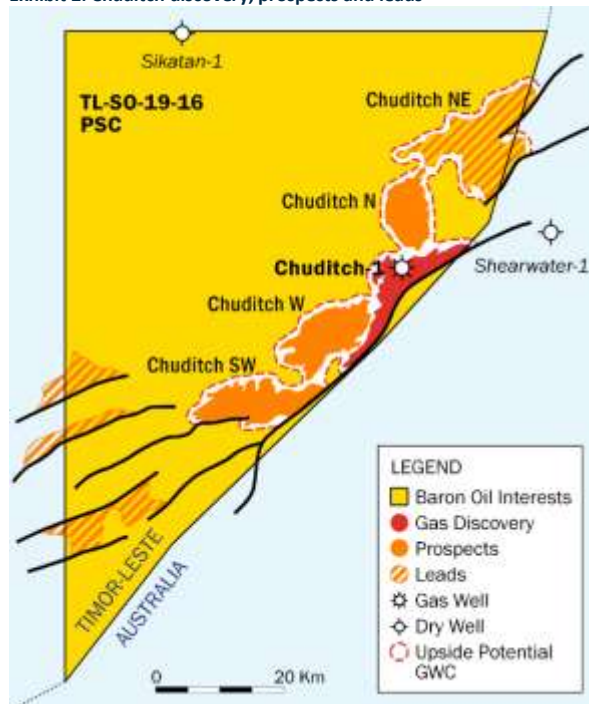 Exhibit 2: Chuditch discovery, prospects and leads
Sikatan-1
TL-SO-19-16
PSC
Chuditch NE
Chuditch N
Chuditch-1
Shearwater-1
Chuditch W
Chuditch SW
TIMOR-LESTE
AUSTRALIA
0 20 Km
LEGEND
Baron Oil Interests
Gas Discovery
Prospects
Leads
Gas Well
Dry Well
Upside Potential
GWC